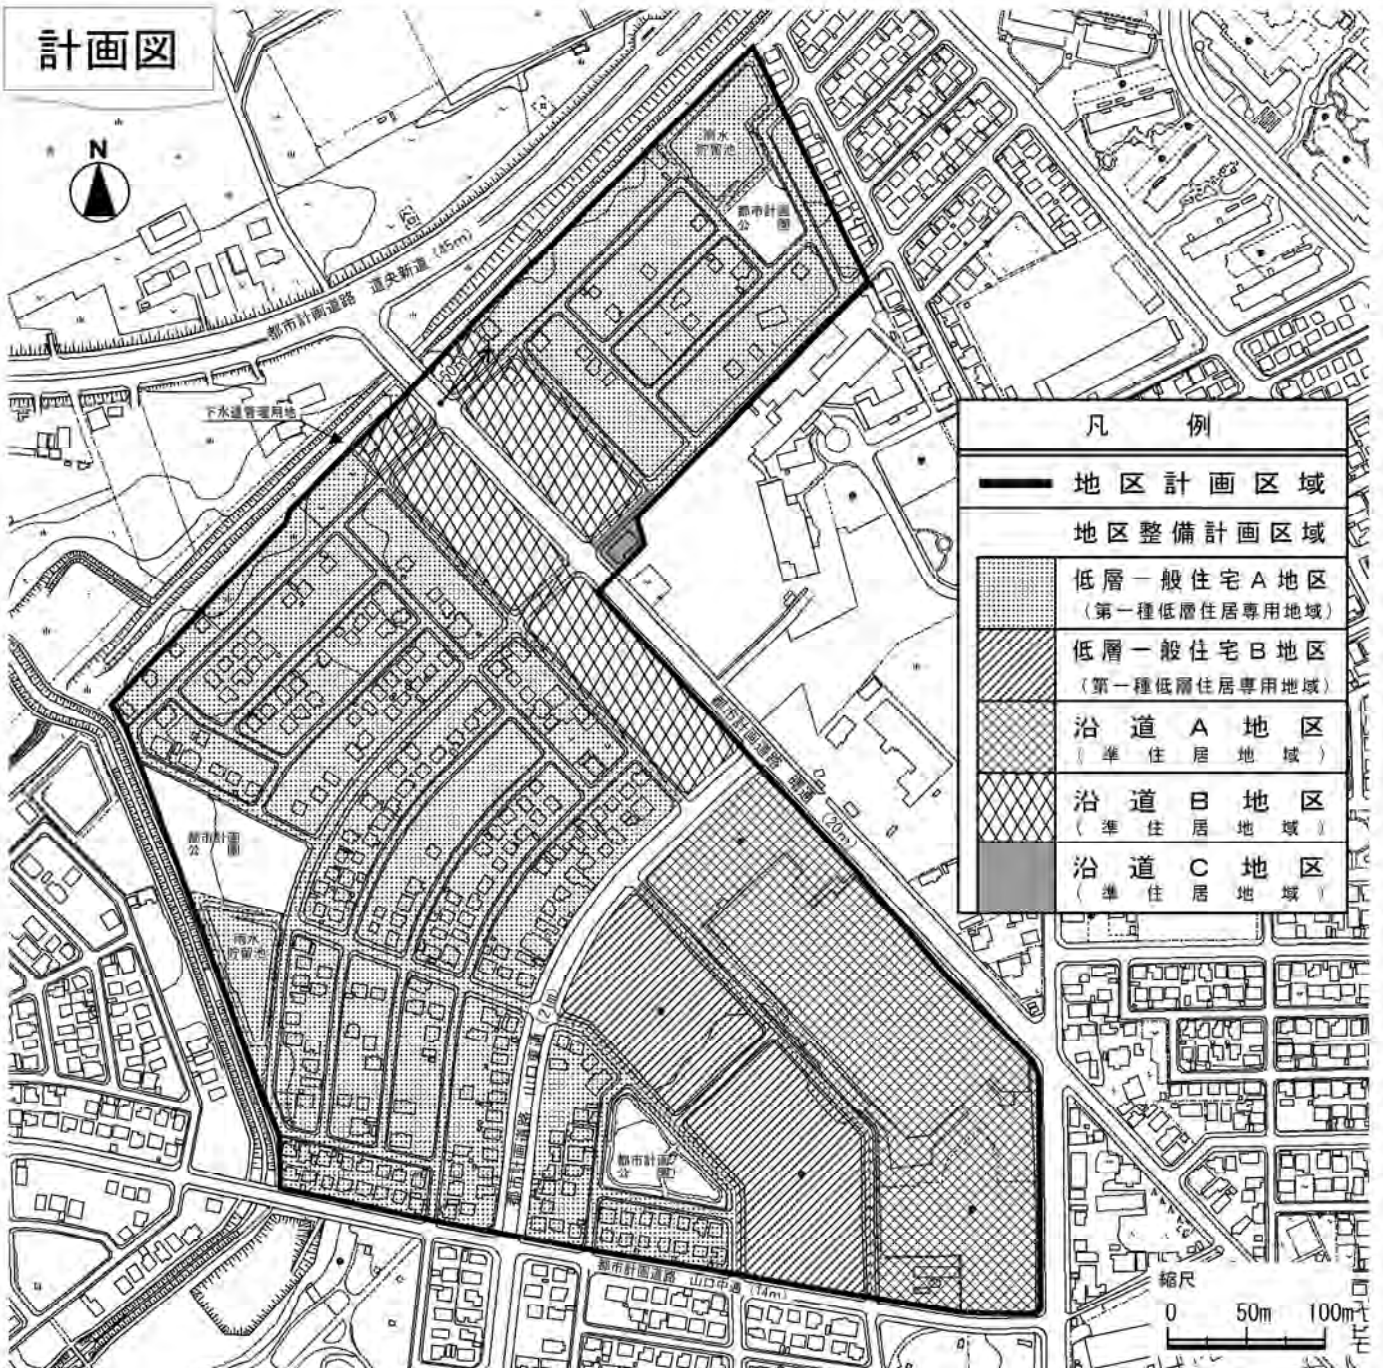 計画図
N
雨水
貯留池
都市計画
公園
都市計画道路 道央新道 (45m)
下水道管理用地
凡例
地区計画区域
地区整備計画区域
低層一般住宅A地区
(第一種低層住居専用地域)
低層一般住宅B地区
(第一種低層住居専用地域)
沿道A地区
(準住居地域)
沿道B地区
(準住居地域)
沿道C地区
(準住居地域)
都市計画道路
(20m)
都市計画
公園
雨水
貯留池
都市計画道路 山口東通
都市計画
公園
都市計画道路 山口中通 (14m)
縮尺
0 50m 100m